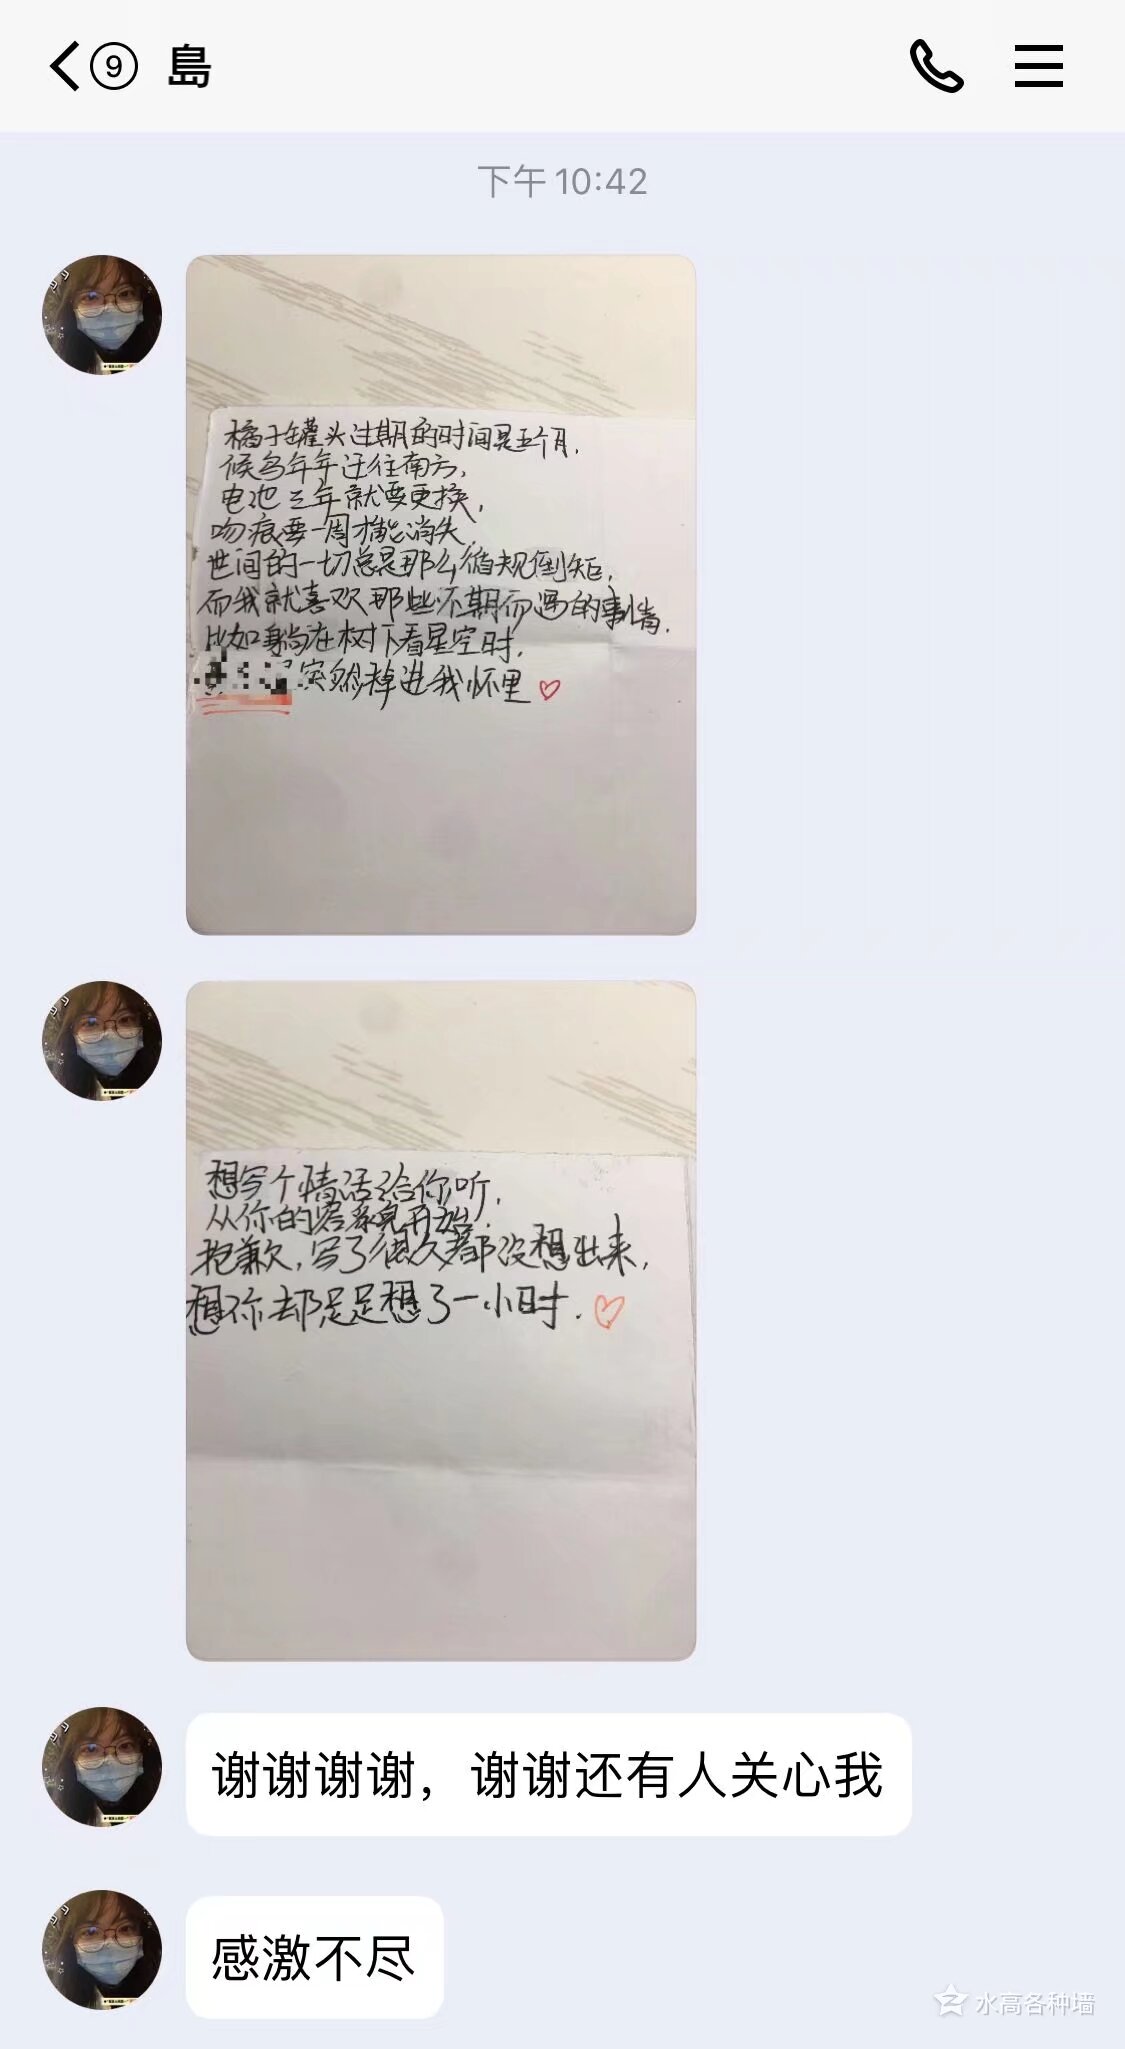 9 島
下午 10:42
橘子罐头过期的时间是五个月,
候鸟年年迁往南方,
电池三年就要更换,
吻痕要一周才能消失,
世间的一切总是那么循规倒矩,
而我就喜欢那些不期而遇的事情.
比如躺在树下看星空时,
突然掉进我怀里
想写个情话给你听,
从你的名字开始.
抱歉,写了很久都没想出来,
想你却足足想了一小时.
谢谢谢谢，谢谢还有人关心我
感激不尽
水高各种墙